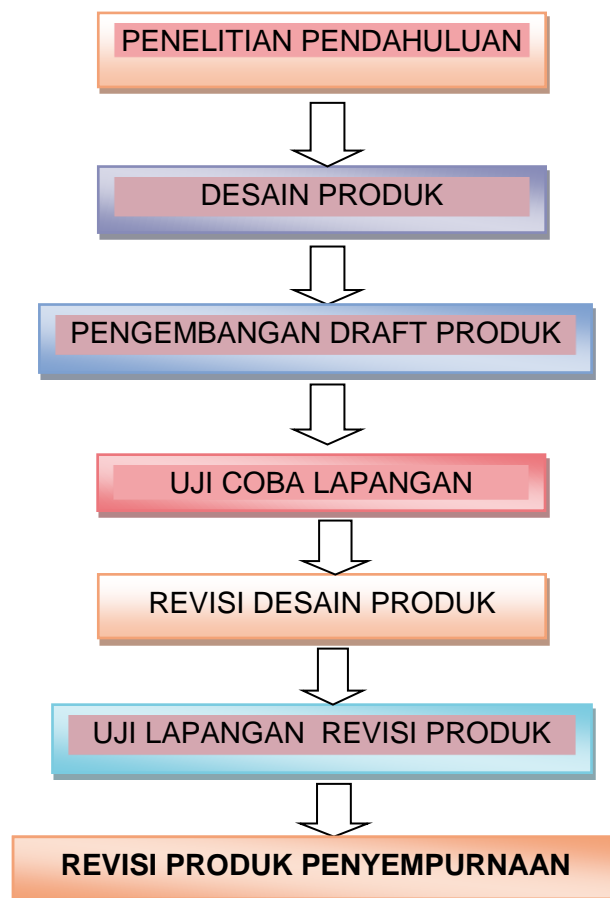 PENELITIAN PENDAHULUAN
DESAIN PRODUK
PENGEMBANGAN DRAFT PRODUK
UJI COBA LAPANGAN
REVISI DESAIN PRODUK
UJI LAPANGAN REVISI PRODUK
REVISI PRODUK PENYEMPURNAAN